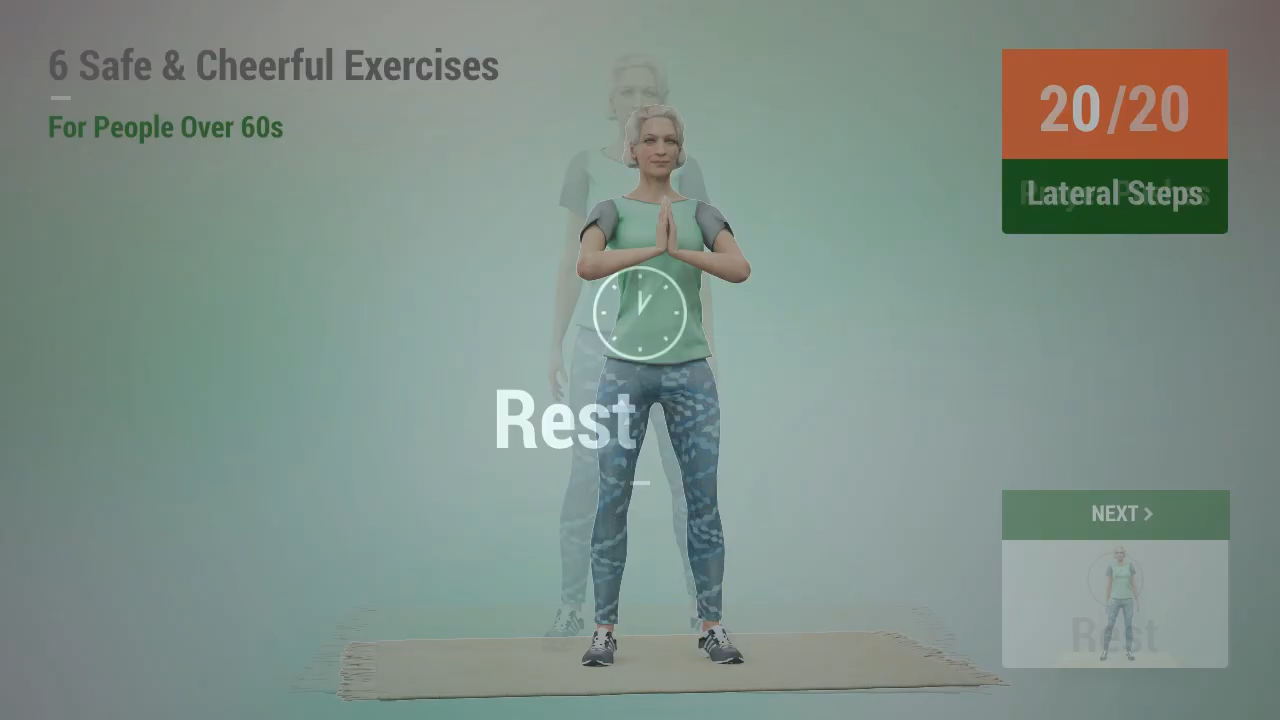 6 Safe & Cheerful Exercises
For People Over 60s
20/20
Lateral Steps
Rest
NEXT >
Rest